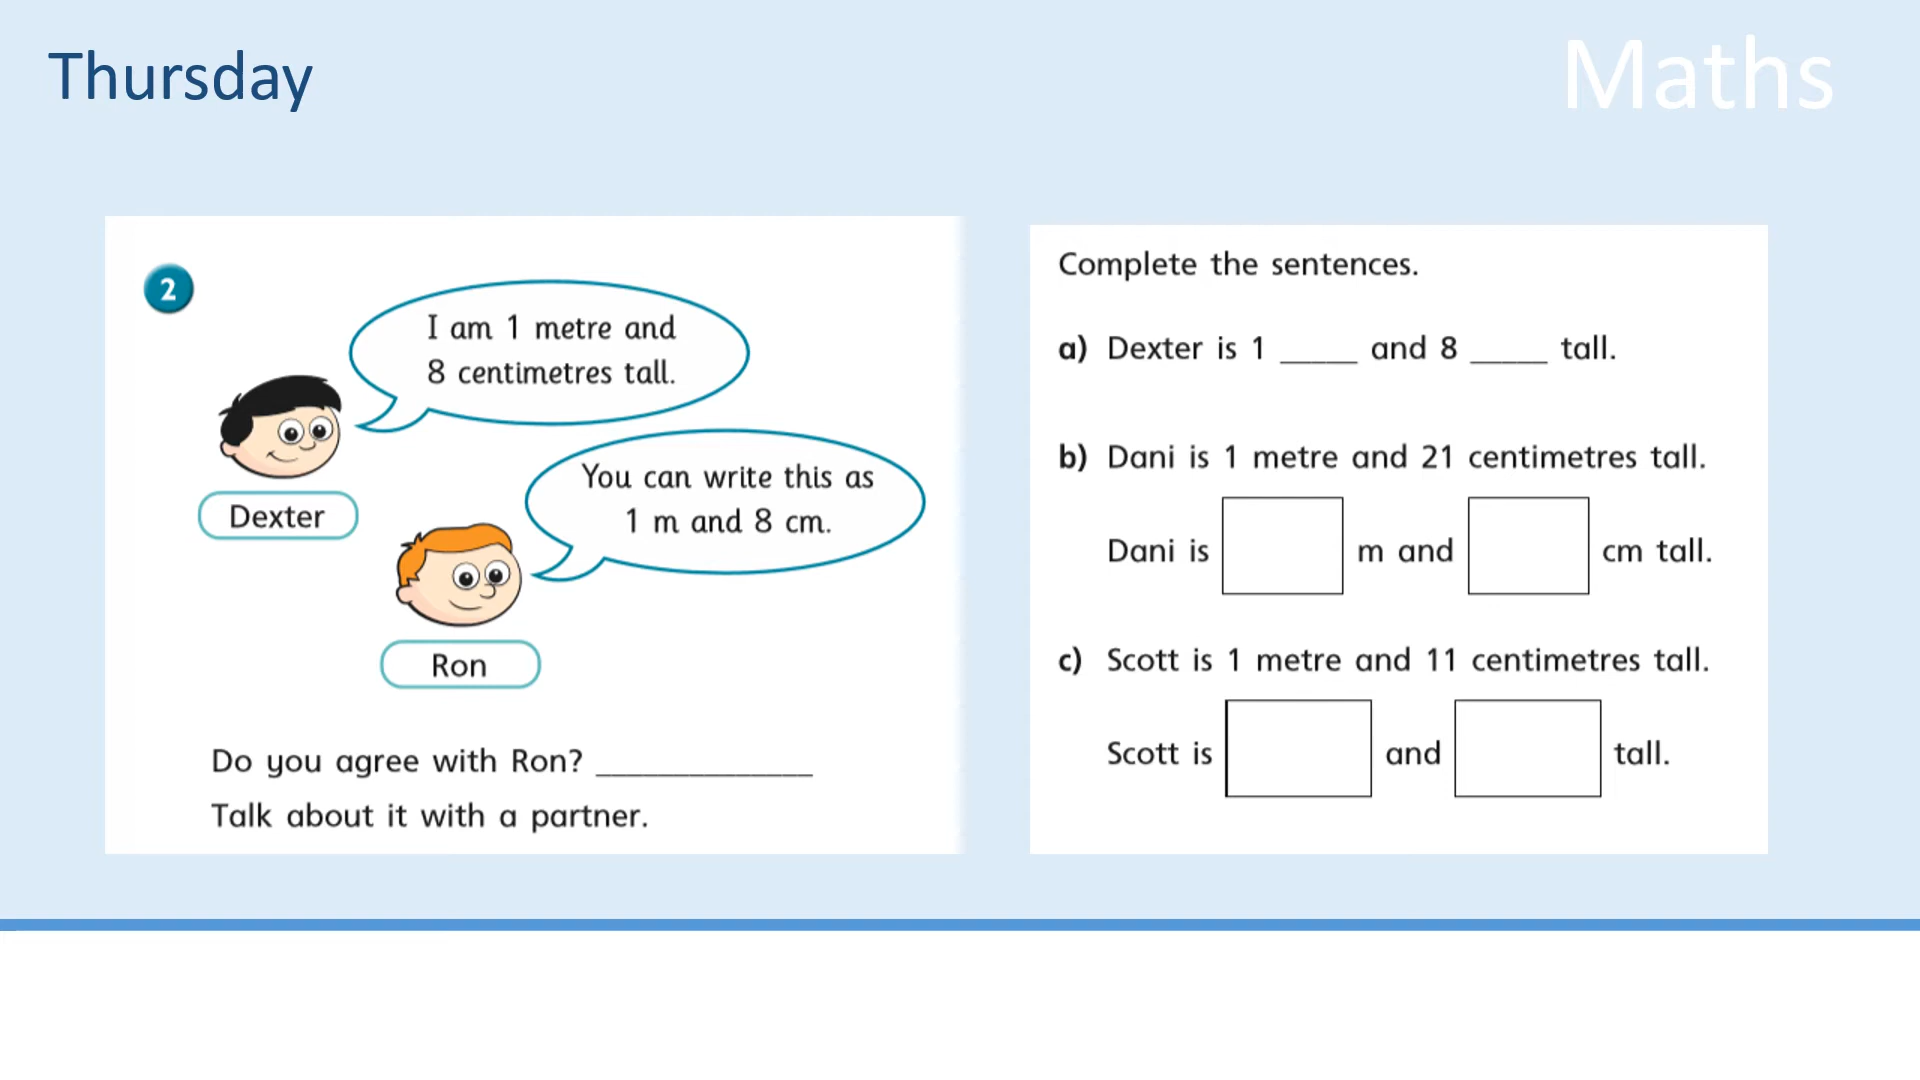 Thursday
Maths
2
I am 1 metre and
8 centimetres tall.
Dexter
You can write this as
1 m and 8 cm.
Ron
Do you agree with Ron? ______________
Talk about it with a partner.
Complete the sentences.
a) Dexter is 1 _____ and 8 _____ tall.
b) Dani is 1 metre and 21 centimetres tall.
Dani is m and cm tall.
c) Scott is 1 metre and 11 centimetres tall.
Scott is and tall.